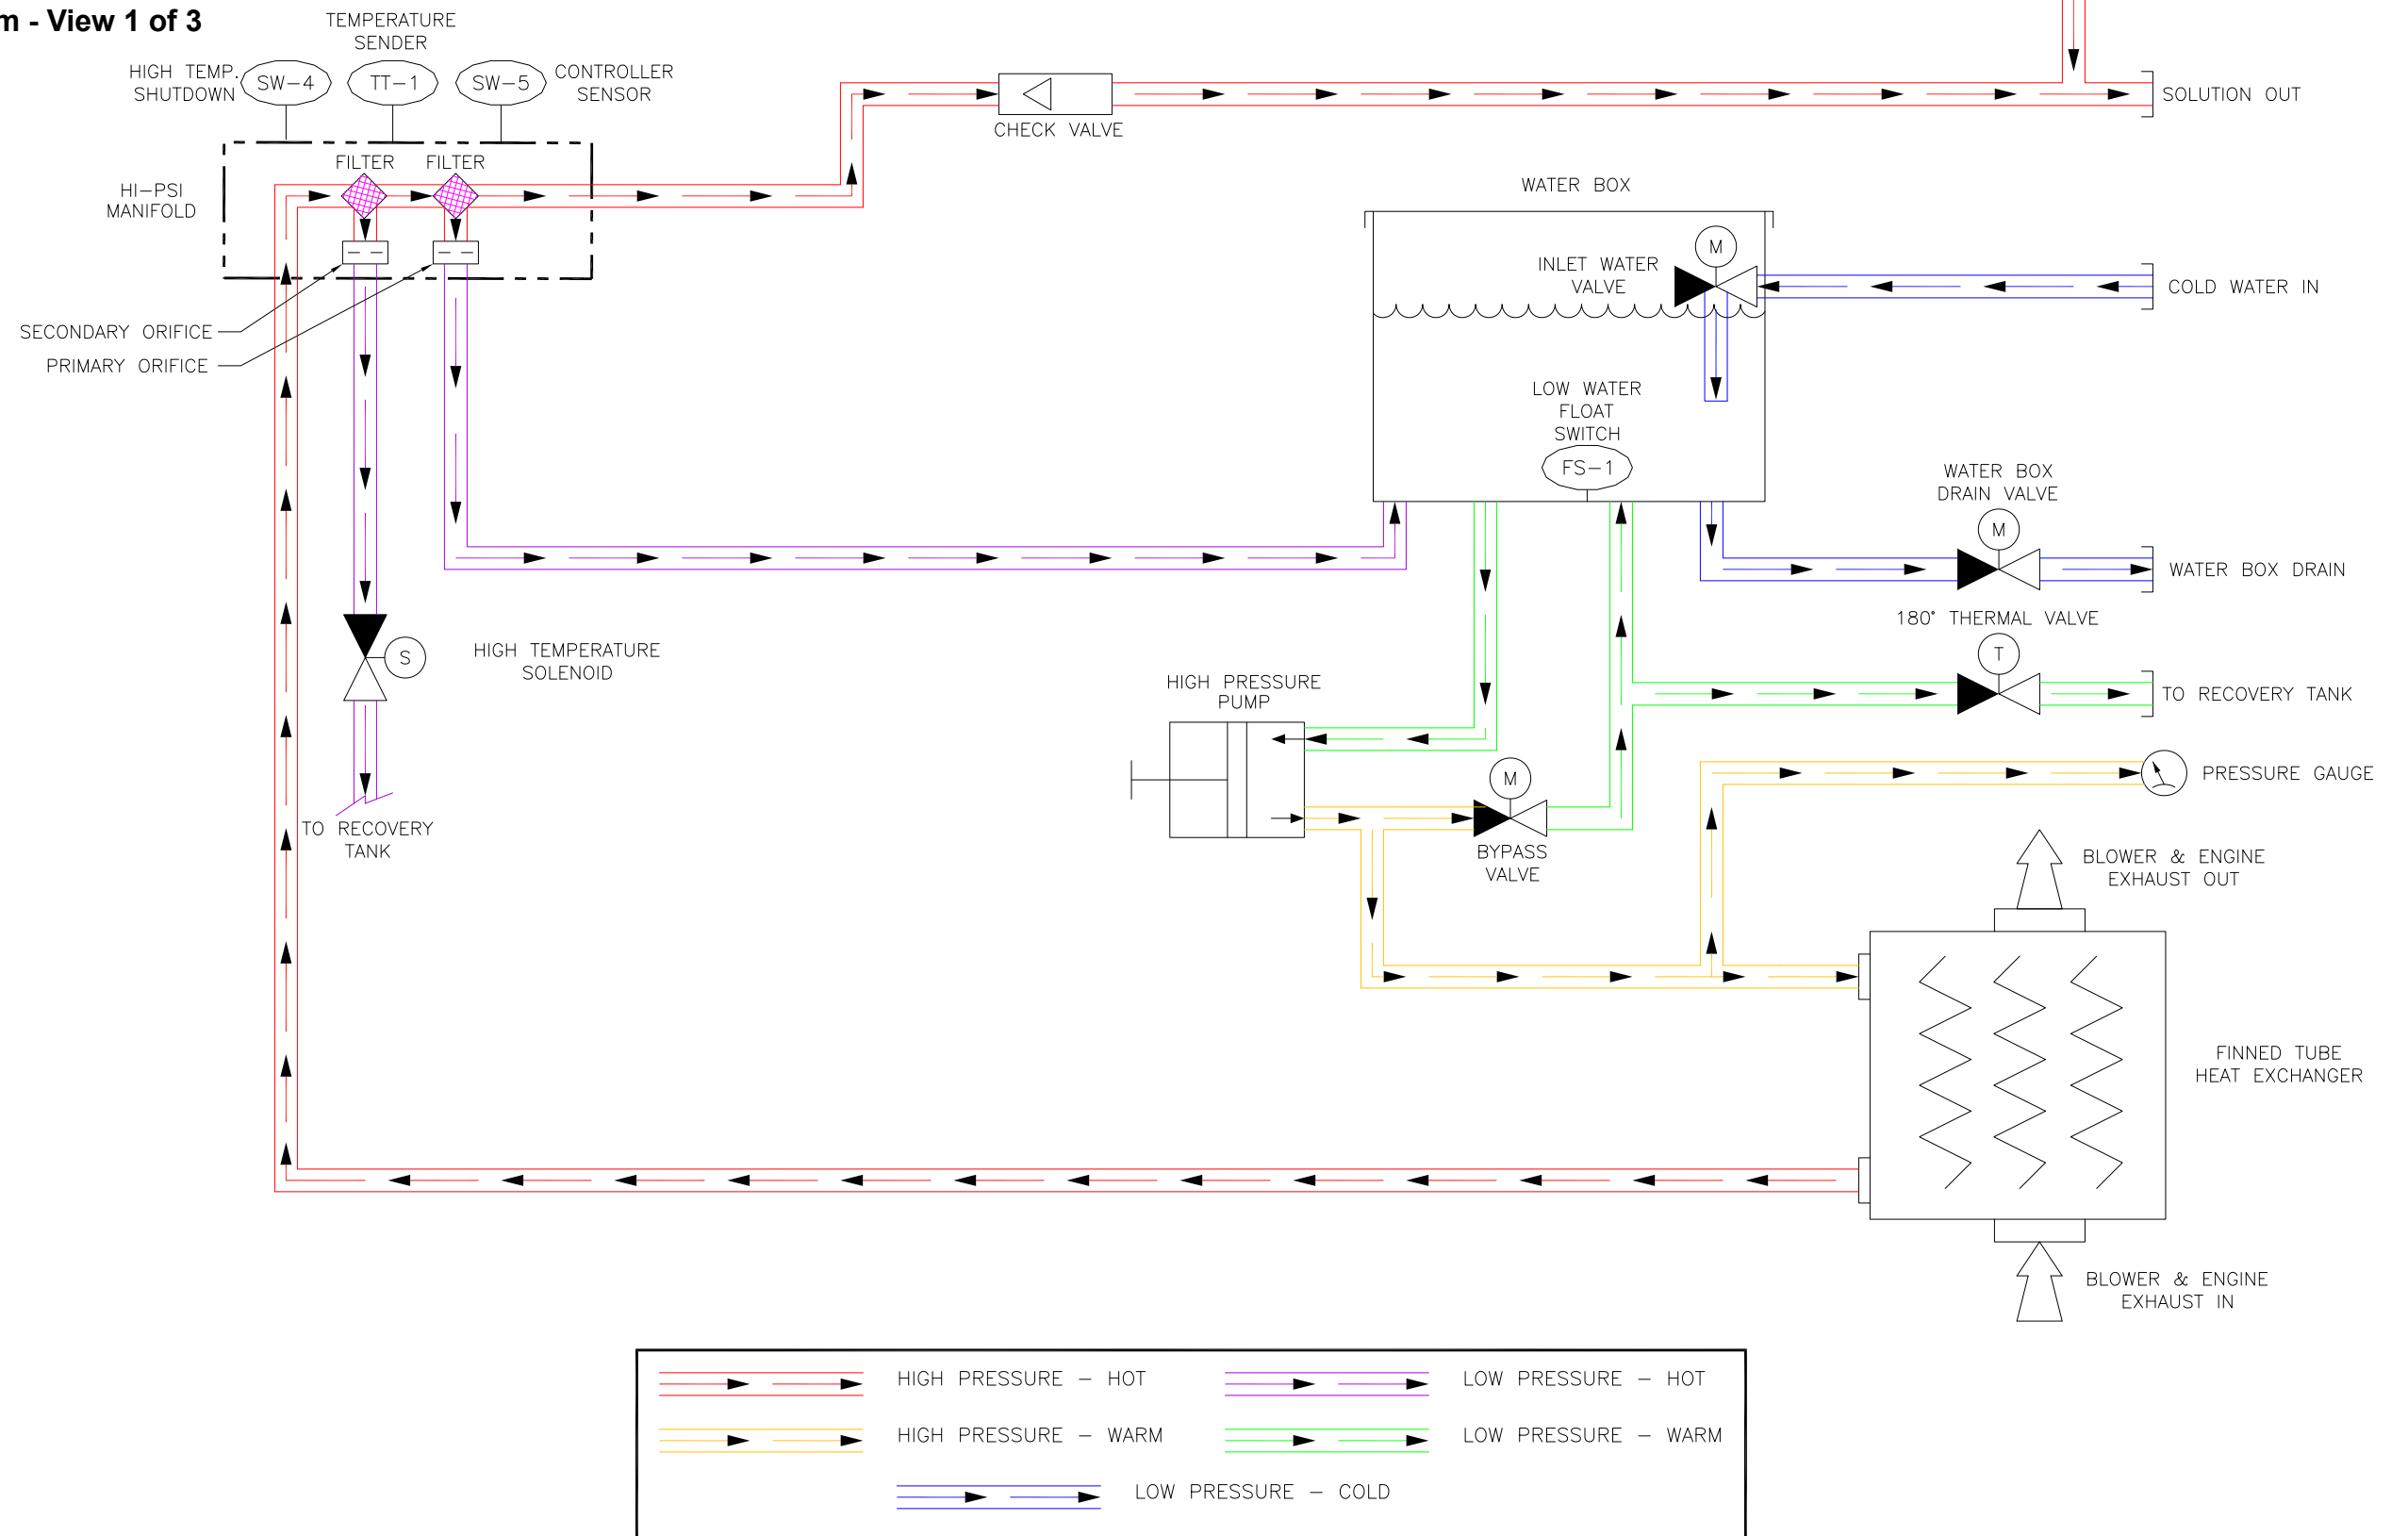 m - View 1 of 3
TEMPERATURE
SENDER
HIGH TEMP.
SHUTDOWN
SW-4
TT-1
SW-5
CONTROLLER
SENSOR
SOLUTION OUT
CHECK VALVE
FILTER
FILTER
HI-PSI
MANIFOLD
WATER BOX
M
INLET WATER
VALVE
COLD WATER IN
SECONDARY ORIFICE
PRIMARY ORIFICE
LOW WATER
FLOAT
SWITCH
FS-1
WATER BOX
DRAIN VALVE
M
WATER BOX DRAIN
180° THERMAL VALVE
T
TO RECOVERY TANK
HIGH TEMPERATURE
SOLENOID
S
HIGH PRESSURE
PUMP
M
BYPASS
VALVE
PRESSURE GAUGE
TO RECOVERY
TANK
BLOWER & ENGINE
EXHAUST OUT
FINNED TUBE
HEAT EXCHANGER
BLOWER & ENGINE
EXHAUST IN
HIGH PRESSURE - HOT
LOW PRESSURE - HOT
HIGH PRESSURE - WARM
LOW PRESSURE - WARM
LOW PRESSURE - COLD